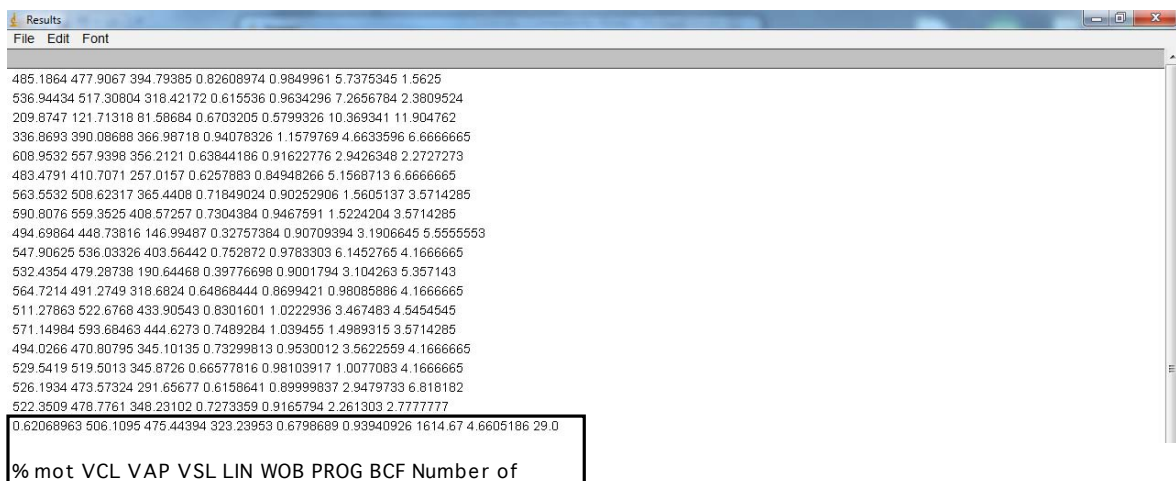 Results
File Edit Font
485.1864 477.9067 394.79385 0.82608974 0.9849961 5.7375345 1.5625
536.94434 517.30804 318.42172 0.615536 0.9634296 7.2656784 2.3809524
209.8747 121.71318 81.58684 0.6703205 0.5799326 10.369341 11.904762
336.8693 390.08688 366.98718 0.94078326 1.1579769 4.6633596 6.6666665
608.9532 557.9398 356.2121 0.63844186 0.91622776 2.9426348 2.2727273
483.4791 410.7071 257.0157 0.6257883 0.84948266 5.1568713 6.6666665
563.5532 508.62317 365.4408 0.71849024 0.90252906 1.5605137 3.5714285
590.8076 559.3525 408.57257 0.7304384 0.9467591 1.5224204 3.5714285
494.69864 448.73816 146.99487 0.32757384 0.90709394 3.1906645 5.5555553
547.90625 536.03326 403.56442 0.752872 0.9783303 6.1452765 4.1666665
532.4354 479.28738 190.64468 0.39776698 0.9001794 3.104263 5.357143
564.7214 491.2749 318.6824 0.64868444 0.8699421 0.98085886 4.1666665
511.27863 522.6768 433.90543 0.8301601 1.0222936 3.467483 4.5454545
571.14984 593.68463 444.6273 0.7489284 1.039455 1.4989315 3.5714285
494.0266 470.80795 345.10135 0.73299813 0.9530012 3.5622559 4.1666665
529.5419 519.5013 345.8726 0.66577816 0.98103917 1.0077083 4.1666665
526.1934 473.57324 291.65677 0.6158641 0.89999837 2.9479733 6.818182
522.3509 478.7761 348.23102 0.7273359 0.9165794 2.261303 2.7777777
0.62068963 506.1095 475.44394 323.23953 0.6798689 0.93940926 1614.67 4.6605186 29.0
% mot VCL VAP VSL LIN WOB PROG BCF Number of